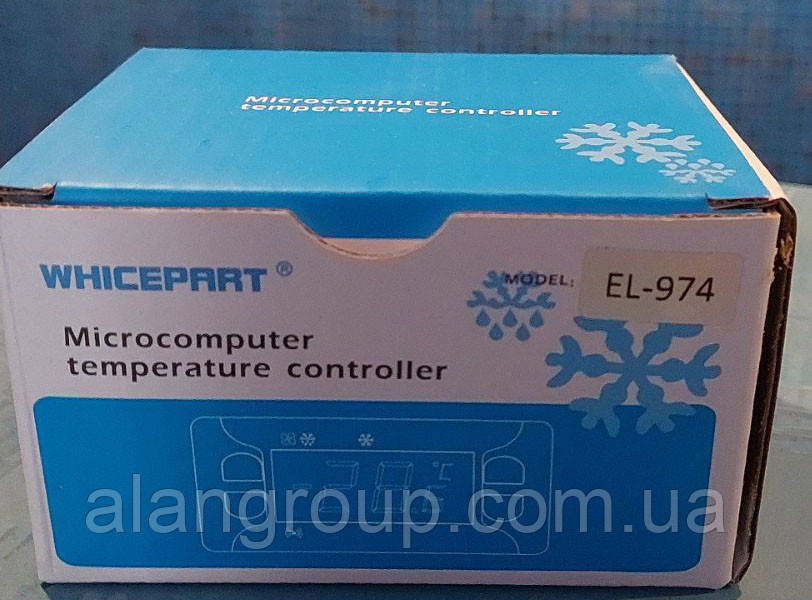 Microcomputer
temperature controller
WHICEPART ®
MODEL: EL-974
Microcomputer
temperature controller
alangroup.com.ua